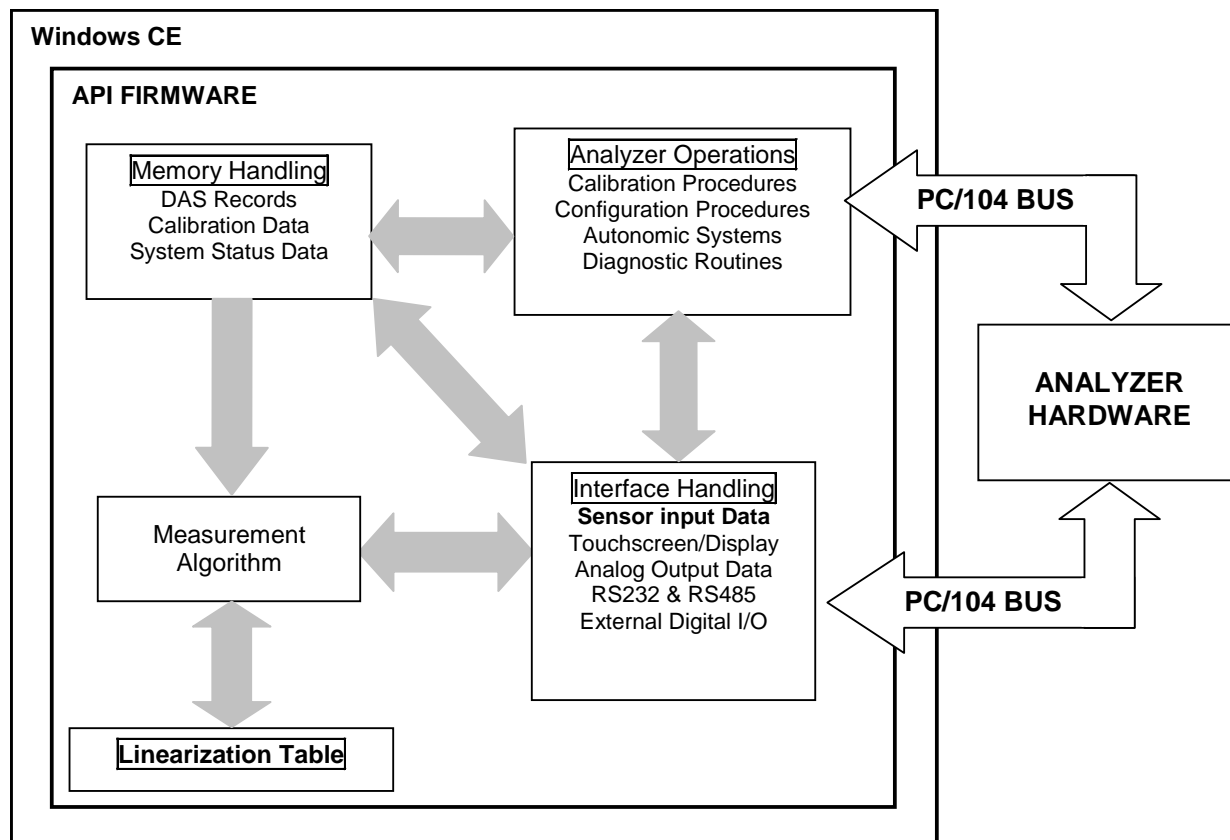 Windows CE
API FIRMWARE
Memory Handling
DAS Records
Calibration Data
System Status Data
Analyzer Operations
Calibration Procedures
Configuration Procedures
Autonomic Systems
Diagnostic Routines
PC/104 BUS
ANALYZER
HARDWARE
Measurement
Algorithm
Interface Handling
Sensor input Data
Touchscreen/Display
Analog Output Data
RS232 & RS485
External Digital I/O
PC/104 BUS
Linearization Table